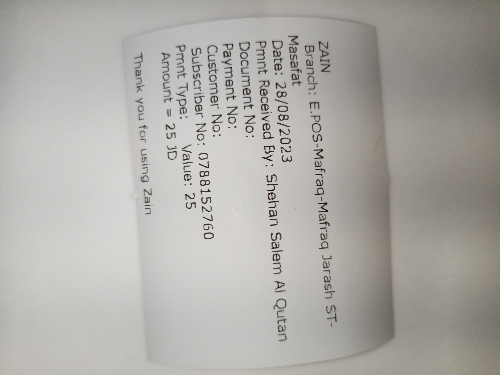 ZAIN
Branch: E.POS-Mafraq-Mafraq Jarash ST-
Masafat
Date: 28/08/2023
Pmnt Received By: Shehan Salem Al Qutan
Document No:
Payment No:
Customer No:
Subscriber No: 0788152760
Pmnt Type: Value: 25
Amount = 25 JD
Thank you for using Zain